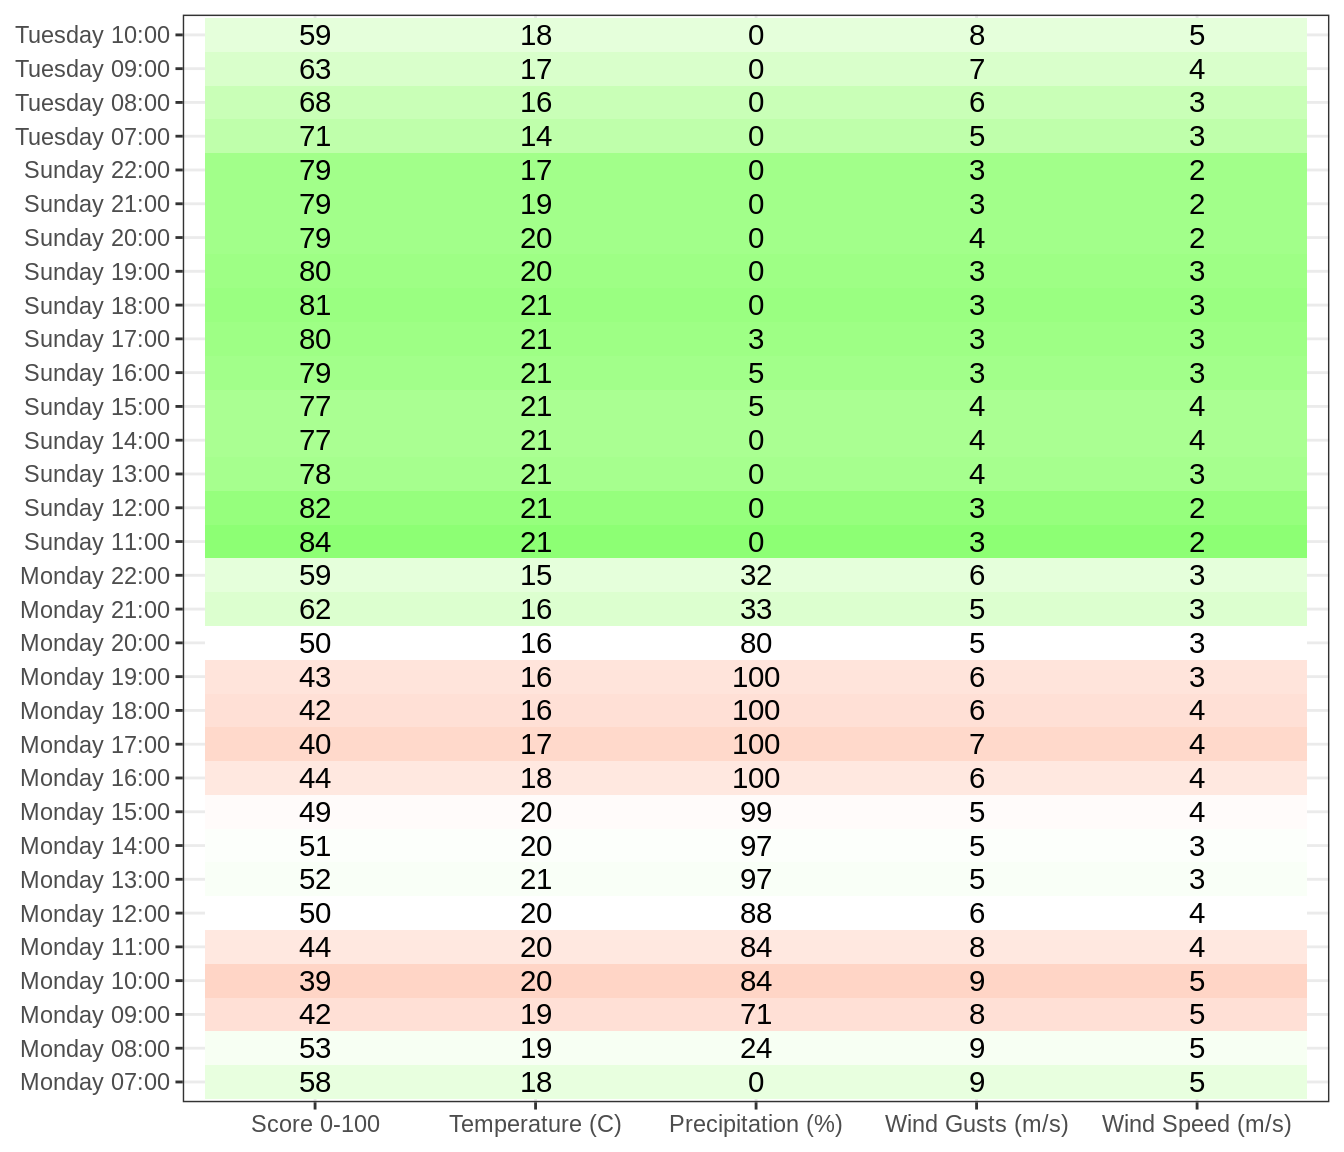 Tuesday 10:00 59 18 0 8 5
Tuesday 09:00 63 17 0 7 4
Tuesday 08:00 68 16 0 6 3
Tuesday 07:00 71 14 0 5 3
Sunday 22:00 79 17 0 3 2
Sunday 21:00 79 19 0 3 2
Sunday 20:00 79 20 0 4 2
Sunday 19:00 80 20 0 3 3
Sunday 18:00 81 21 0 3 3
Sunday 17:00 80 21 3 3 3
Sunday 16:00 79 21 5 3 3
Sunday 15:00 77 21 5 4 4
Sunday 14:00 77 21 0 4 4
Sunday 13:00 78 21 0 4 3
Sunday 12:00 82 21 0 3 2
Sunday 11:00 84 21 0 3 2
Monday 22:00 59 15 32 6 3
Monday 21:00 62 16 33 5 3
Monday 20:00 50 16 80 5 3
Monday 19:00 43 16 100 6 3
Monday 18:00 42 16 100 6 4
Monday 17:00 40 17 100 7 4
Monday 16:00 44 18 100 6 4
Monday 15:00 49 20 99 5 4
Monday 14:00 51 20 97 5 3
Monday 13:00 52 21 97 5 3
Monday 12:00 50 20 88 6 4
Monday 11:00 44 20 84 8 4
Monday 10:00 39 20 84 9 5
Monday 09:00 42 19 71 8 5
Monday 08:00 53 19 24 9 5
Monday 07:00 58 18 0 9 5
Score 0-100 Temperature (C) Precipitation (%) Wind Gusts (m/s) Wind Speed (m/s)